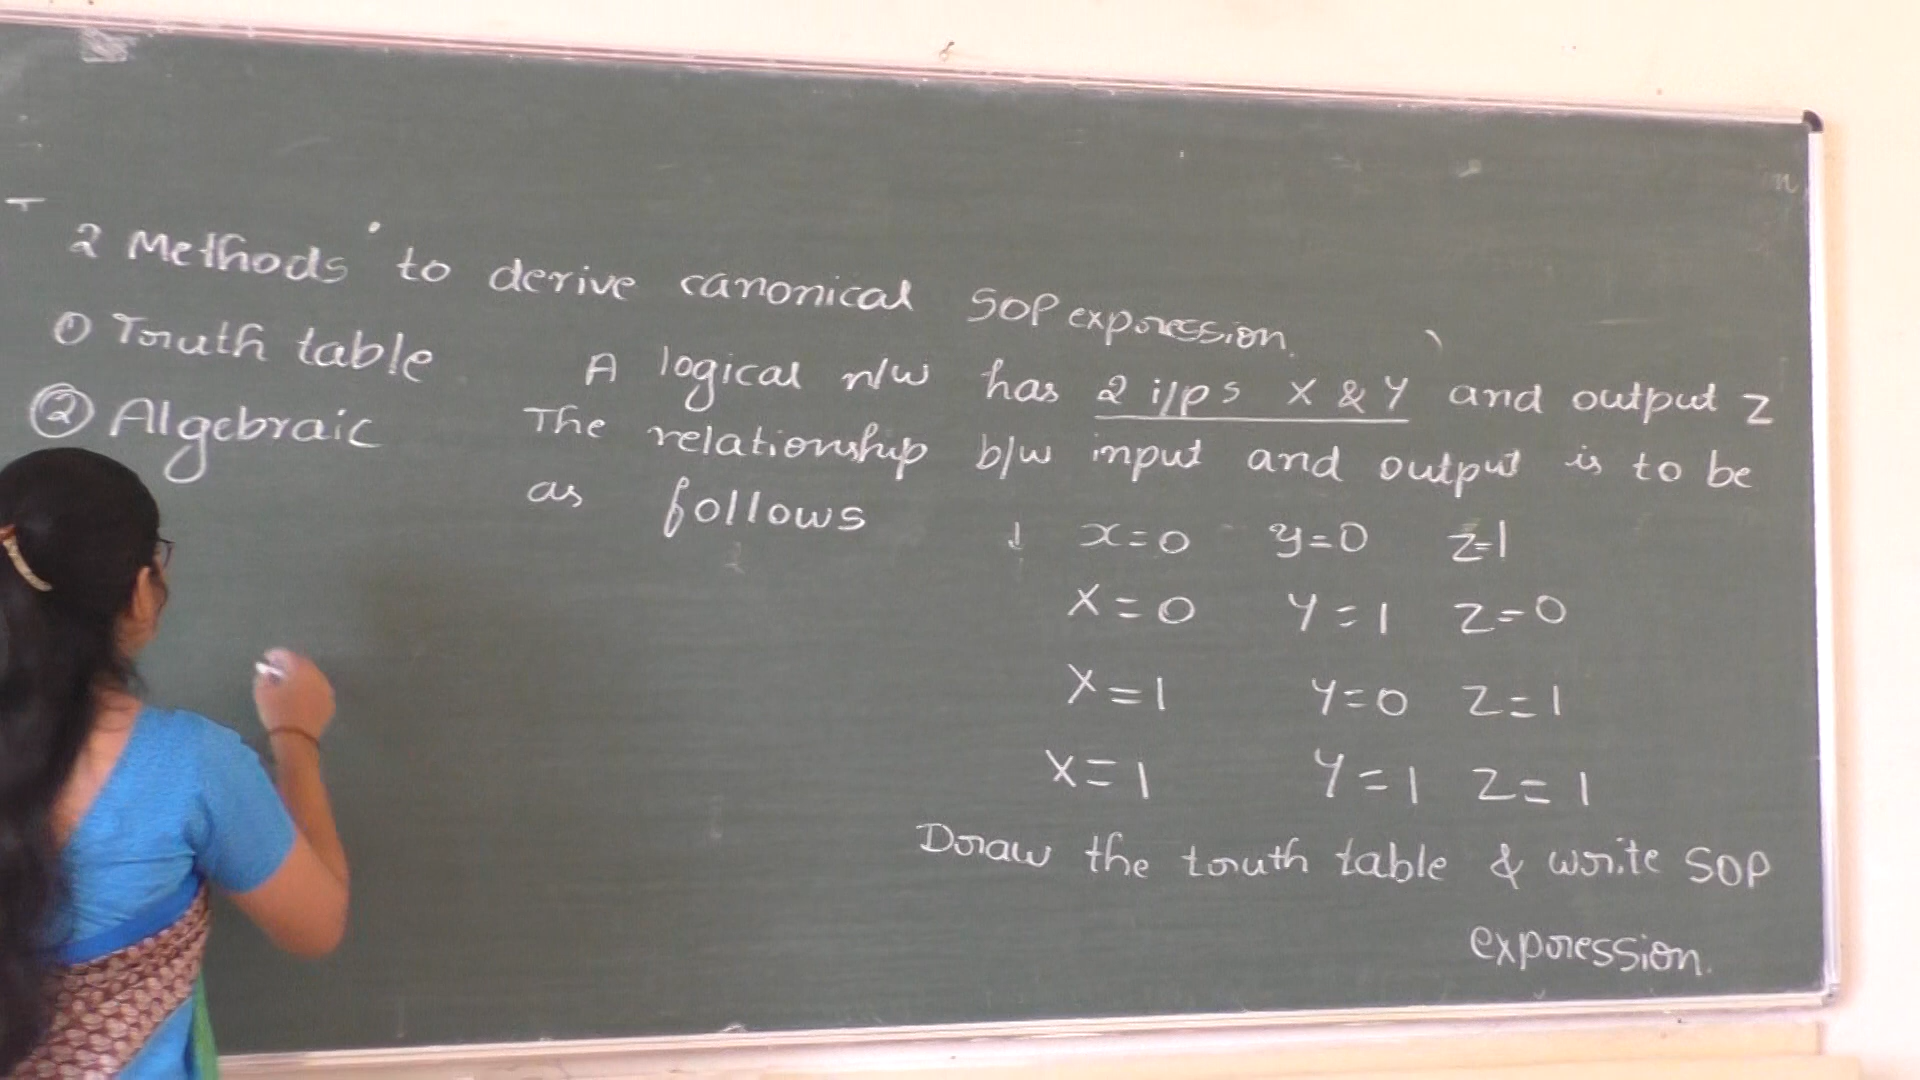 2 Methods to derive canonical SOP expression.
① Truth table
② Algebraic
A logical n/w has 2 i/ps X & Y and output Z
The relationship b/w input and output is to be
as follows
x=0 y=0 z=1
X=0 Y=1 Z=0
X=1 Y=0 Z=1
X=1 Y=1 Z=1
Draw the truth table & write SOP
expression.